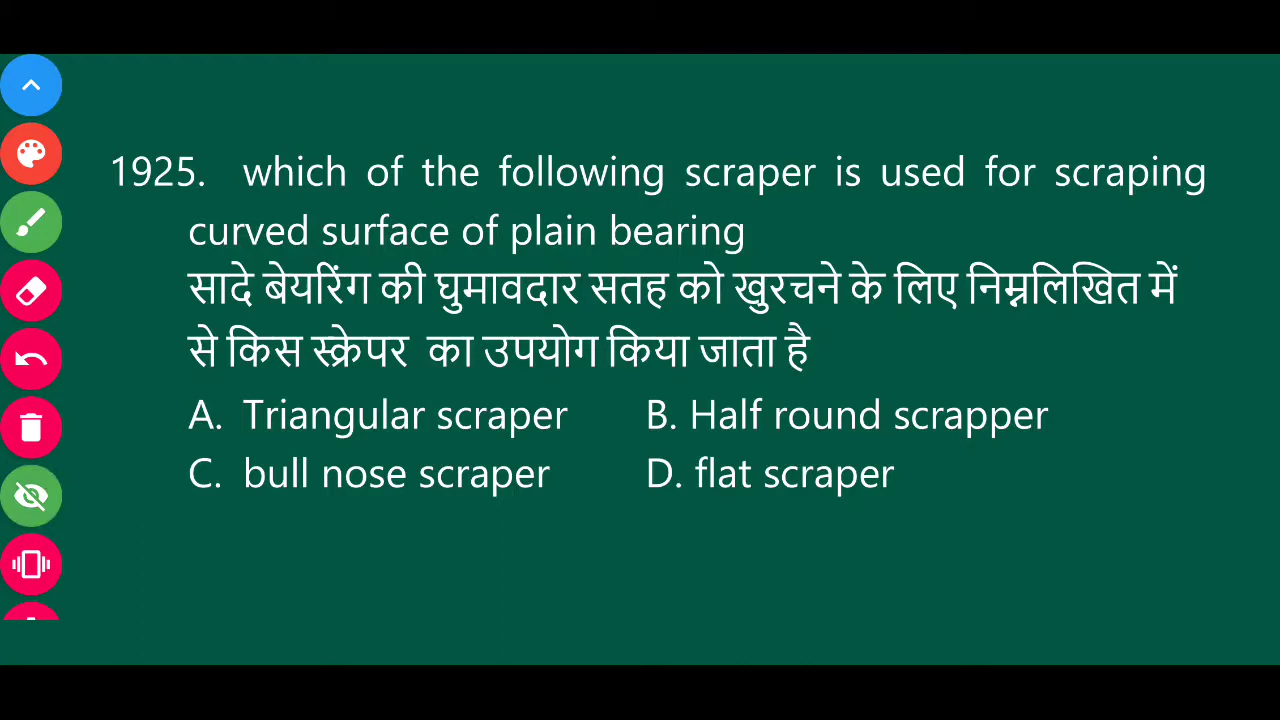 1925. which of the following scraper is used for scraping
curved surface of plain bearing
सादे बेयरिंग की घुमावदार सतह को खुरचने के लिए निम्नलिखित में
से किस स्क्रेपर का उपयोग किया जाता है
A. Triangular scraper B. Half round scrapper
C. bull nose scraper D. flat scraper